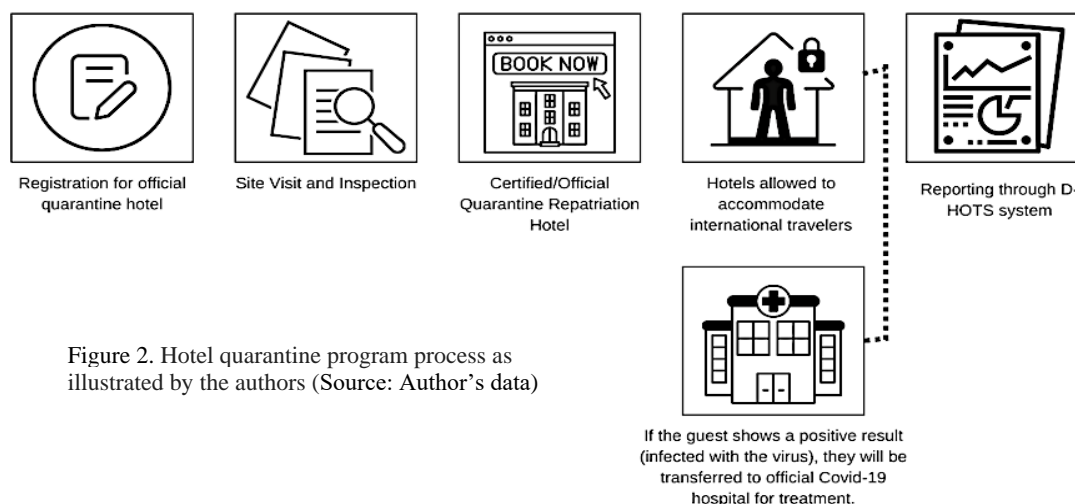 BOOK NOW
Registration for official
quarantine hotel
Site Visit and Inspection
Certified/Official
Quarantine Repatriation
Hotel
Hotels allowed to
accommodate
international travelers
Reporting through D-
HOTS system
If the guest shows a positive result
(infected with the virus), they will be
transferred to official Covid-19
hospital for treatment.
Figure 2. Hotel quarantine program process as
illustrated by the authors (Source: Author’s data)